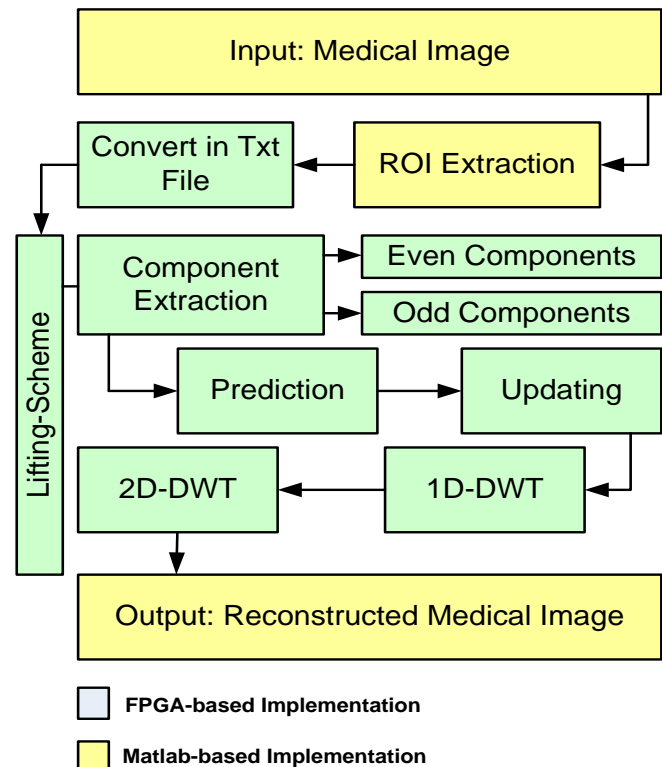 Input: Medical Image
Convert in Txt
File
ROI Extraction
Lifting-Scheme
Component
Extraction
Even Components
Odd Components
Prediction
Updating
2D-DWT
1D-DWT
Output: Reconstructed Medical Image
FPGA-based Implementation
Matlab-based Implementation